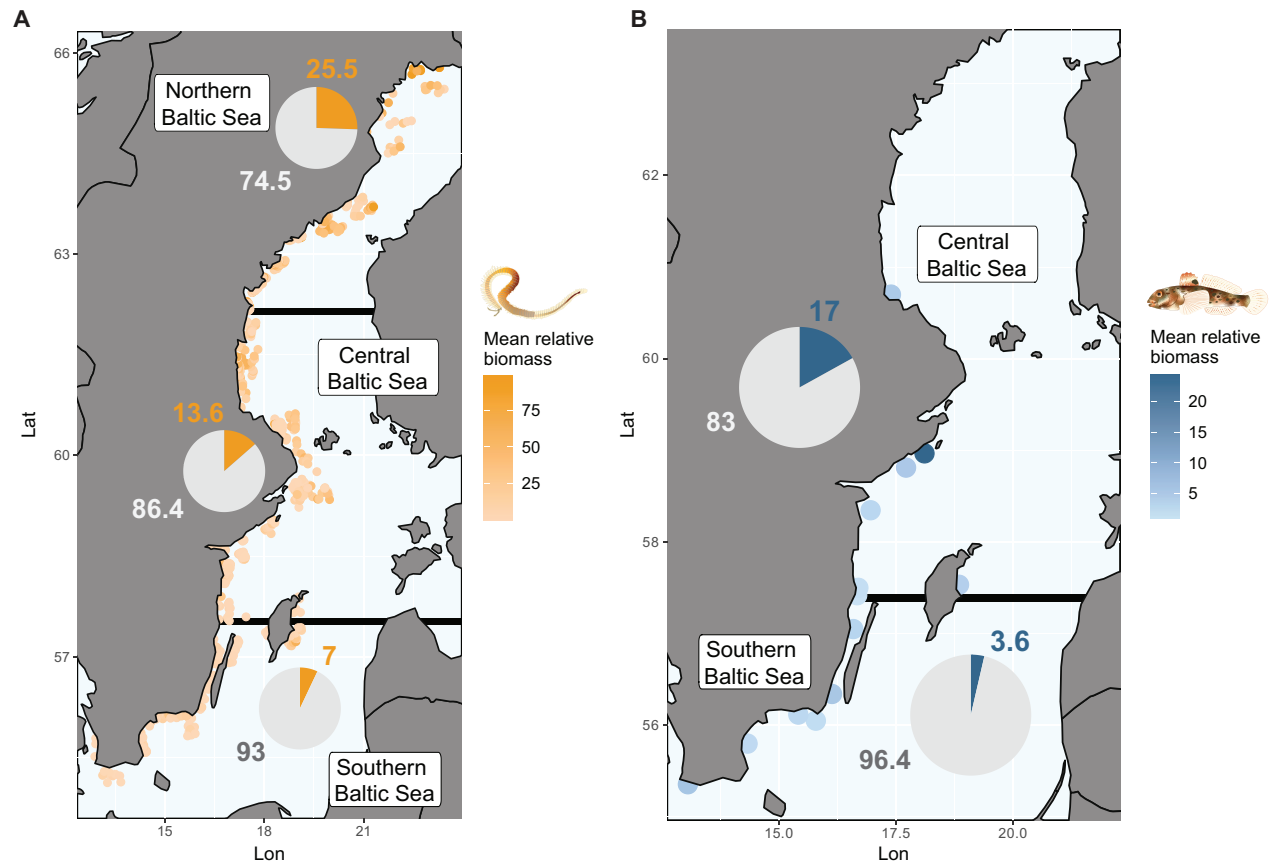 A
66
63
60
57
Lat
15
18
21
Lon
Northern
Baltic Sea
25.5
74.5
Central
Baltic Sea
13.6
86.4
7
93
Southern
Baltic Sea
Mean relative
biomass
75
50
25
B
62
60
58
56
Lat
15.0
17.5
20.0
Lon
Central
Baltic Sea
17
83
Southern
Baltic Sea
3.6
96.4
Mean relative
biomass
20
15
10
5